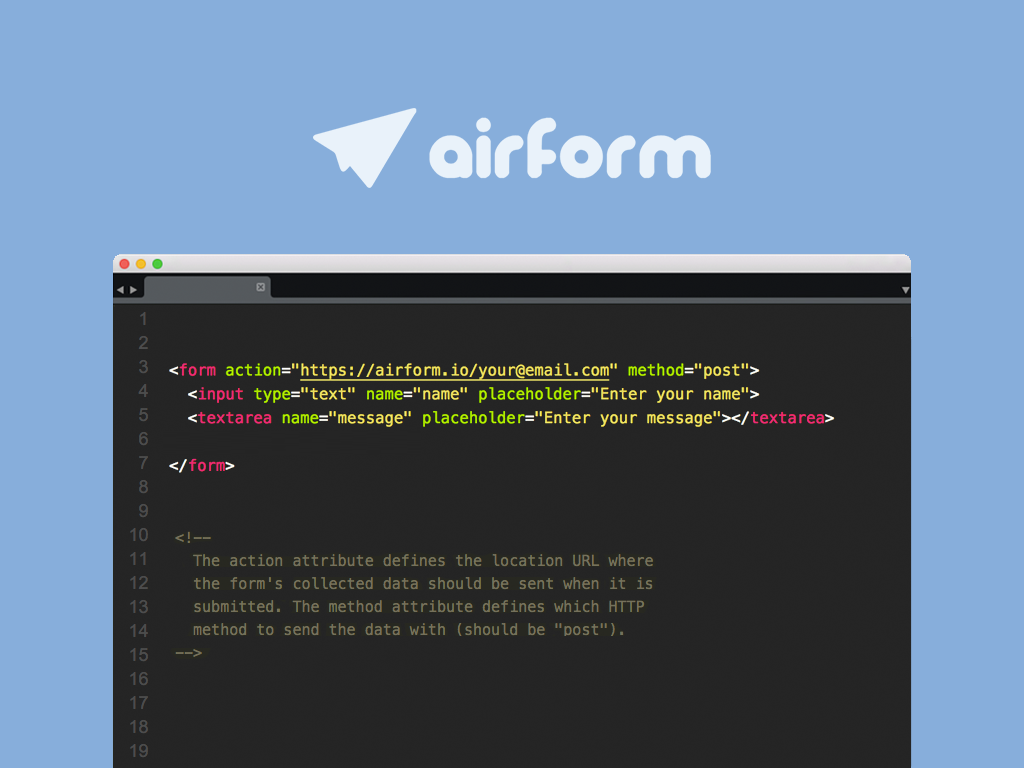 airform
1
2
3 <form action="https://airform.io/your@email.com" method="post">
4 <input type="text" name="name" placeholder="Enter your name">
5 <textarea name="message" placeholder="Enter your message"></textarea>
6
7 </form>
8
9
10 <!--
11 The action attribute defines the location URL where
12 the form's collected data should be sent when it is
13 submitted. The method attribute defines which HTTP
14 method to send the data with (should be "post").
15 -->
16
17
18
19